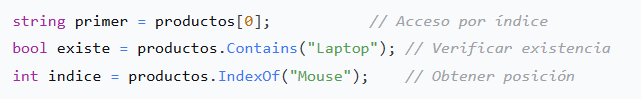 string primer = productos[0];           // Acceso por índice
bool existe = productos.Contains("Laptop"); // Verificar existencia
int indice = productos.IndexOf("Mouse");    // Obtener posición